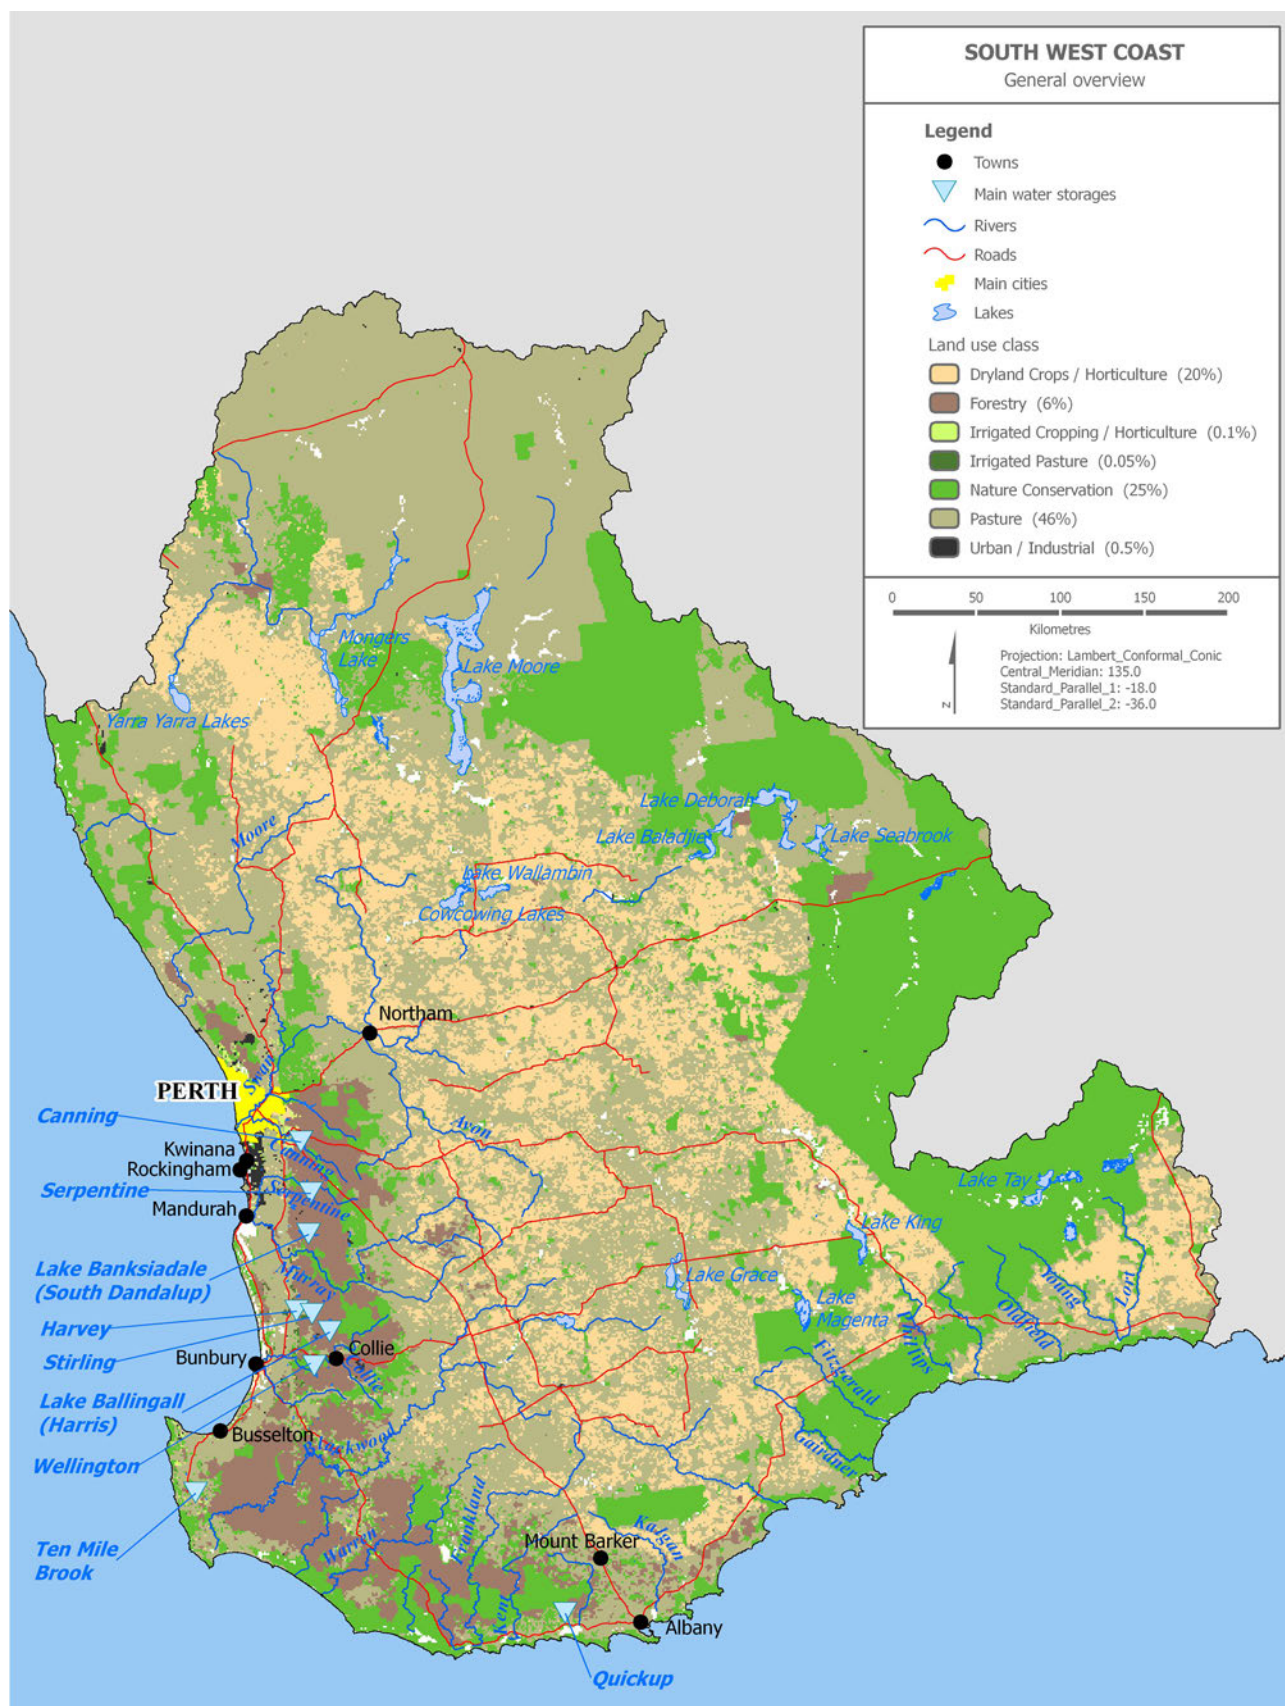 SOUTH WEST COAST
General overview
Legend
Towns
Main water storages
Rivers
Roads
Main cities
Lakes
Land use class
Dryland Crops / Horticulture (20%)
Forestry (6%)
Irrigated Cropping / Horticulture (0.1%)
Irrigated Pasture (0.05%)
Nature Conservation (25%)
Pasture (46%)
Urban / Industrial (0.5%)
0 50 100 150 200
Kilometres
N
Projection: Lambert_Conformal_Conic
Central_Meridian: 135.0
Standard_Parallel_1: -18.0
Standard_Parallel_2: -36.0
Mongers
Lake
Lake Moore
Yarra Yarra Lakes
Lake Deborah
Moore
Lake Baladjie
Lake Seabrook
Lake Wallambin
Cowcowing Lakes
Northam
Swan
PERTH
Canning
Avon
Kwinana
Canning
Rockingham
Lake Tay
Serpentine
Serpentine
Mandurah
Lake King
Lake Banksiadale
(South Dandalup)
Murray
Lake Grace
Young
Lort
Oldfield
Lake
Magenta
Harvey
Phillips
Stirling
Bunbury
Collie
Collie
Fitzgerald
Lake Ballingall
(Harris)
Busselton
Blackwood
Gairdner
Wellington
Frankland
Kalgan
Warren
Mount Barker
Ten Mile
Brook
Kent
Albany
Quickup